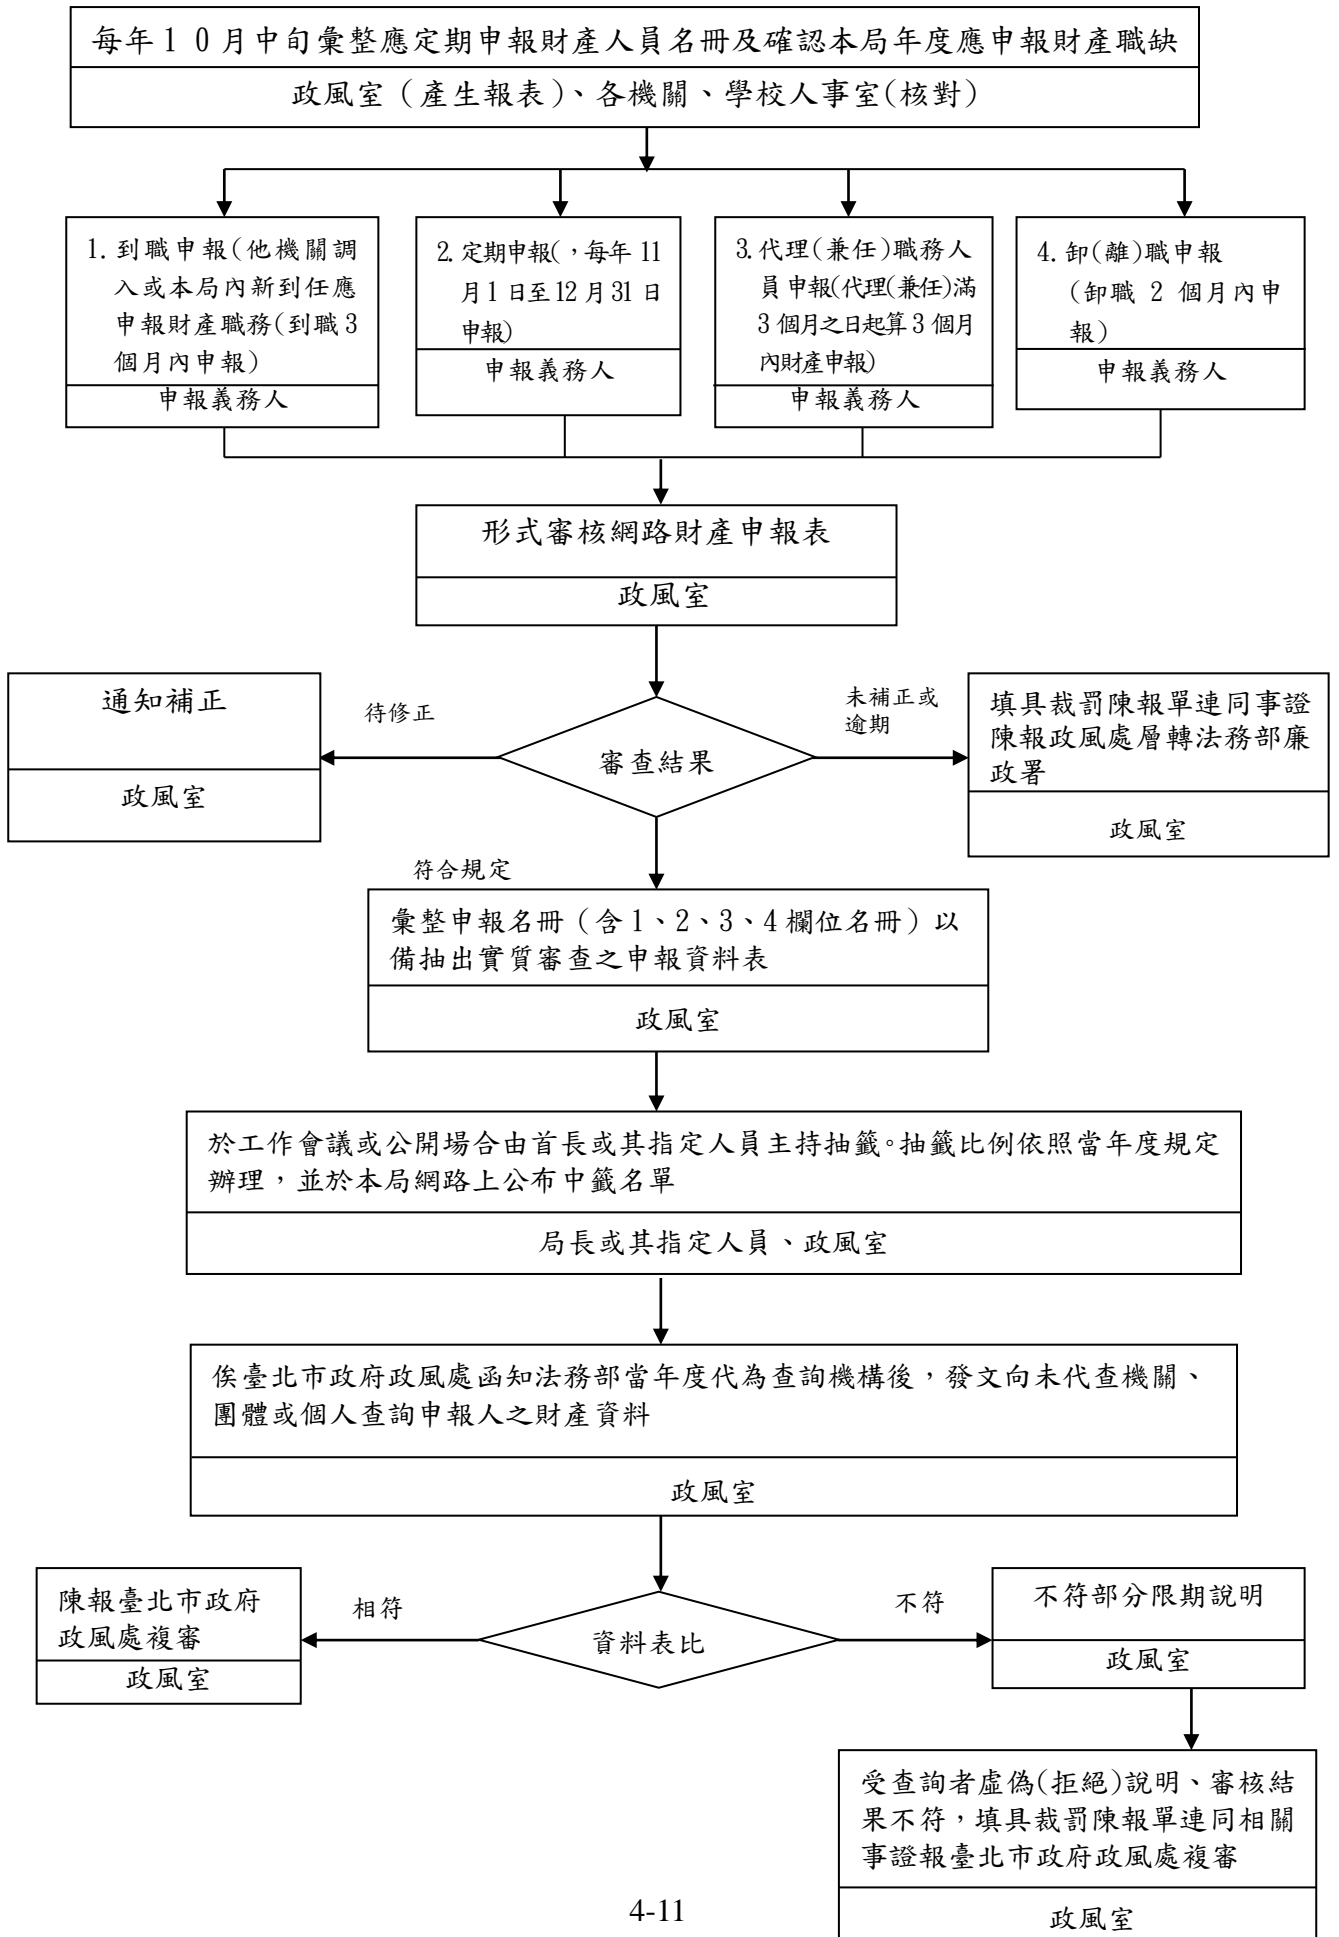 每年10月中旬彙整應定期申報財產人員名冊及確認本局年度應申報財產職缺
政風室（產生報表）、各機關、學校人事室(核對)
1.到職申報(他機關調
入或本局內新到任應
申報財產職務(到職3
個月內申報)
申報義務人
2.定期申報(，每年11
月1日至12月31日
申報)
申報義務人
3.代理(兼任)職務人
員申報(代理(兼任)滿
3個月之日起算3個月
內財產申報)
申報義務人
4.卸(離)職申報
(卸職 2 個月內申
報)
申報義務人
形式審核網路財產申報表
政風室
通知補正
政風室
待修正
審查結果
未補正或
逾期
填具裁罰陳報單連同事證
陳報政風處層轉法務部廉
政署
政風室
符合規定
彙整申報名冊（含1、2、3、4欄位名冊）以
備抽出實質審查之申報資料表
政風室
於工作會議或公開場合由首長或其指定人員主持抽籤。抽籤比例依照當年度規定
辦理，並於本局網路上公布中籤名單
局長或其指定人員、政風室
俟臺北市政府政風處函知法務部當年度代為查詢機構後，發文向未代查機關、
團體或個人查詢申報人之財產資料
政風室
陳報臺北市政府
政風處複審
政風室
相符
資料表比
不符
不符部分限期說明
政風室
受查詢者虛偽(拒絕)說明、審核結
果不符，填具裁罰陳報單連同相關
事證報臺北市政府政風處複審
政風室
4-11